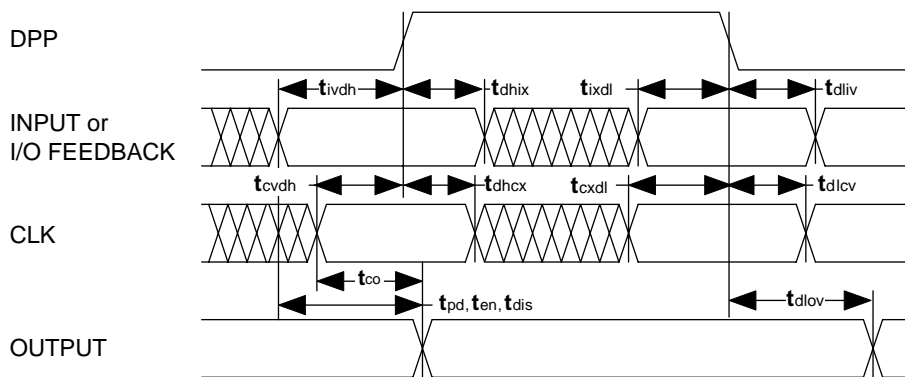 DPP
tivdh tdhix tixdl tdliv
INPUT or
I/O FEEDBACK
tcvdh tdhcx tcxdl tdlcv
CLK
tco
tpd, ten, tdis tdlov
OUTPUT